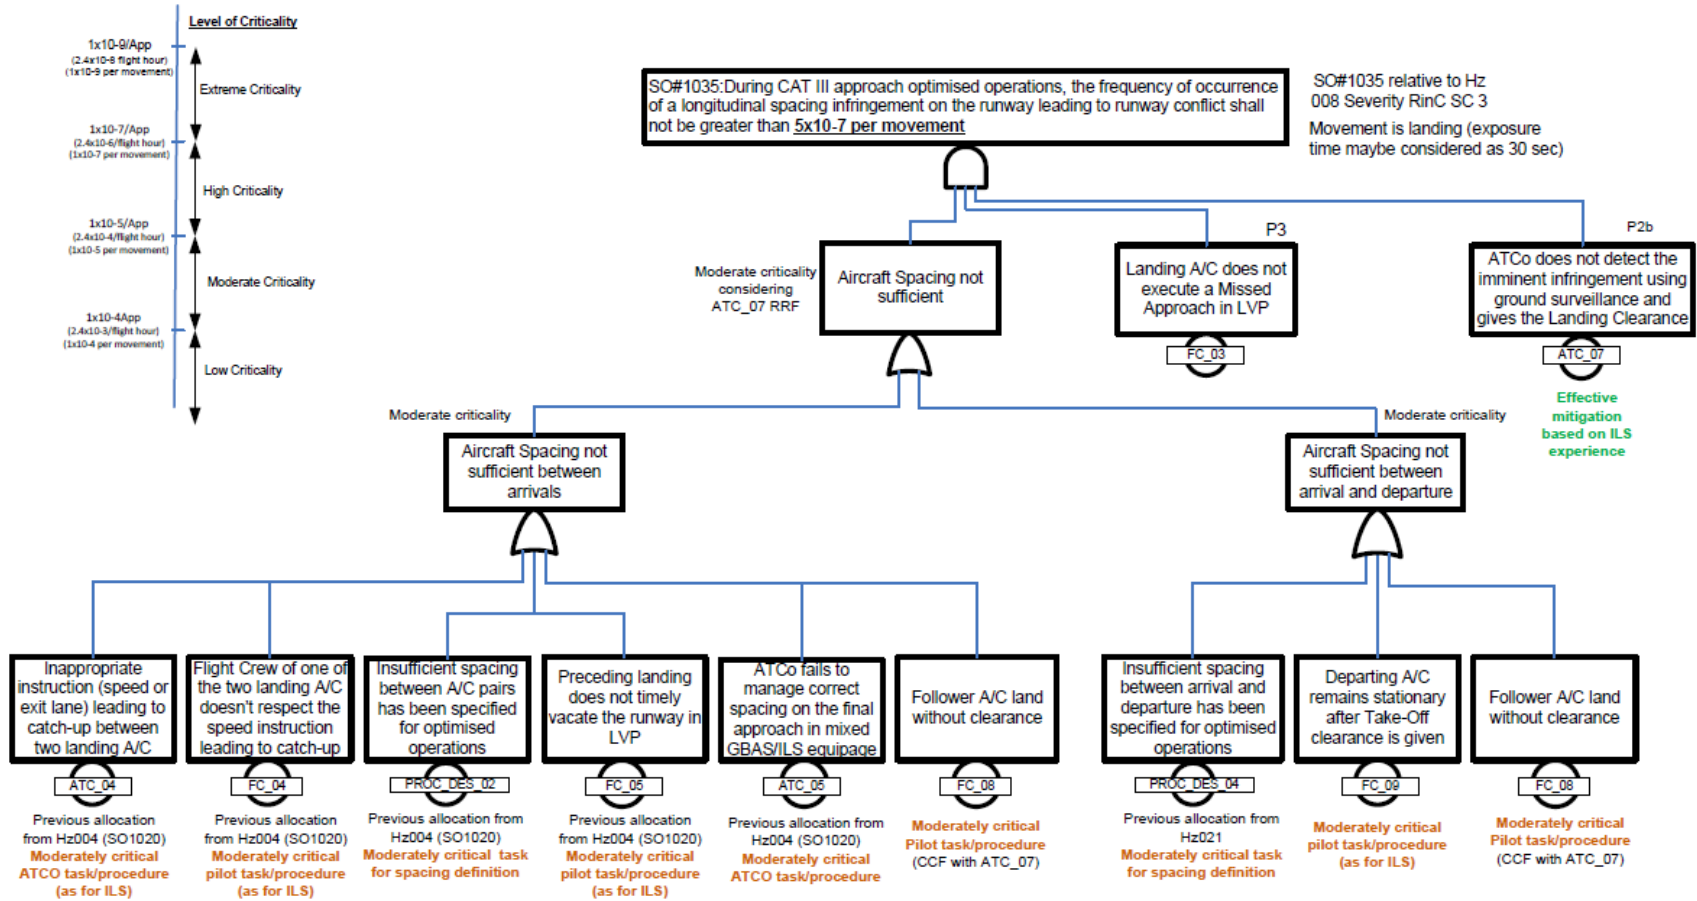 Level of Criticality
1x10-9/App
(2.4x10-8 flight hour)
(1x10-9 per movement)
Extreme Criticality
1x10-7/App
(2.4x10-6/flight hour)
(1x10-7 per movement)
High Criticality
1x10-5/App
(2.4x10-4/flight hour)
(1x10-5 per movement)
Moderate Criticality
1x10-4App
(2.4x10-3/flight hour)
(1x10-4 per movement)
Low Criticality
SO#1035:During CAT III approach optimised operations, the frequency of occurrence
of a longitudinal spacing infringement on the runway leading to runway conflict shall
not be greater than 5x10-7 per movement
SO#1035 relative to Hz
008 Severity RinC SC 3
Movement is landing (exposure
time maybe considered as 30 sec)
Moderate criticality
considering
ATC_07 RRF
Aircraft Spacing not
sufficient
P3
Landing A/C does not
execute a Missed
Approach in LVP
FC_03
P2b
ATCo does not detect the
imminent infringement using
ground surveillance and
gives the Landing Clearance
ATC_07
Effective
mitigation
based on ILS
experience
Moderate criticality
Aircraft Spacing not
sufficient between
arrivals
Moderate criticality
Aircraft Spacing not
sufficient between
arrival and departure
Inappropriate
instruction (speed or
exit lane) leading to
catch-up between
two landing A/C
ATC_04
Previous allocation
from Hz004 (SO1020)
Moderately critical
ATCO task/procedure
(as for ILS)
Flight Crew of one of
the two landing A/C
doesn't respect the
speed instruction
leading to catch-up
FC_04
Previous allocation
from Hz004 (SO1020)
Moderately critical
pilot task/procedure
(as for ILS)
Insufficient spacing
between A/C pairs
has been specified
for optimised
operations
PROC_DES_02
Previous allocation from
Hz004 (SO1020)
Moderately critical task
for spacing definition
Preceding landing
does not timely
vacate the runway in
LVP
FC_05
Previous allocation
from Hz004 (SO1020)
Moderately critical
pilot task/procedure
(as for ILS)
ATCo fails to
manage correct
spacing on the final
approach in mixed
GBAS/ILS equipage
ATC_05
Previous allocation from
Hz004 (SO1020)
Moderately critical
ATCO task/procedure
Follower A/C land
without clearance
FC_08
Moderately critical
Pilot task/procedure
(CCF with ATC_07)
Insufficient spacing
between arrival and
departure has been
specified for optimised
operations
PROC_DES_04
Previous allocation from
Hz021
Moderately critical task
for spacing definition
Departing A/C
remains stationary
after Take-Off
clearance is given
FC_09
Moderately critical
pilot task/procedure
(as for ILS)
Follower A/C land
without clearance
FC_08
Moderately critical
Pilot task/procedure
(CCF with ATC_07)